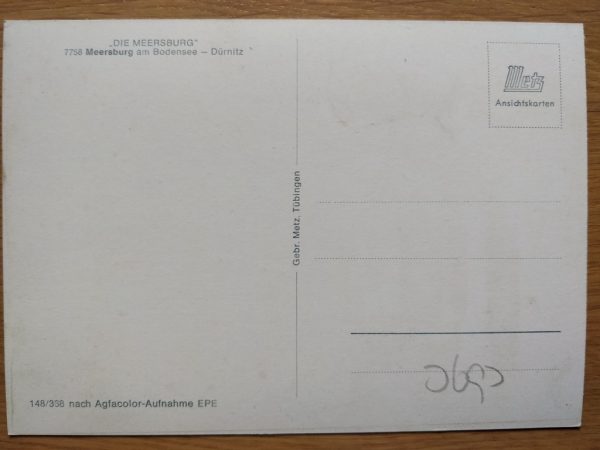 „DIE MEERSBURG"
7758 Meersburg am Bodensee — Dürnitz
Metz
Ansichtskarten
Gebr. Metz, Tübingen
148/358 nach Agfacolor-Aufnahme EPE